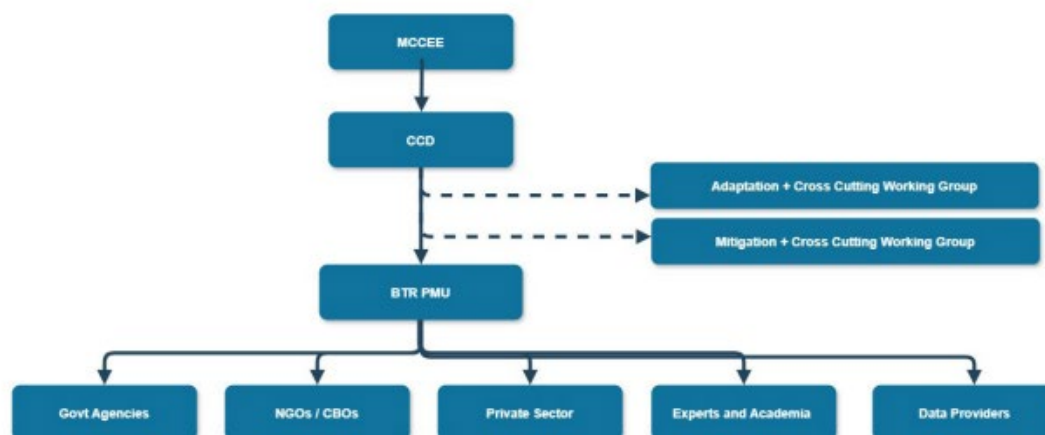 MCCEE
CCD
Adaptation + Cross Cutting Working Group
Mitigation + Cross Cutting Working Group
BTR PMU
Govt Agencies
NGOs / CBOs
Private Sector
Experts and Academia
Data Providers